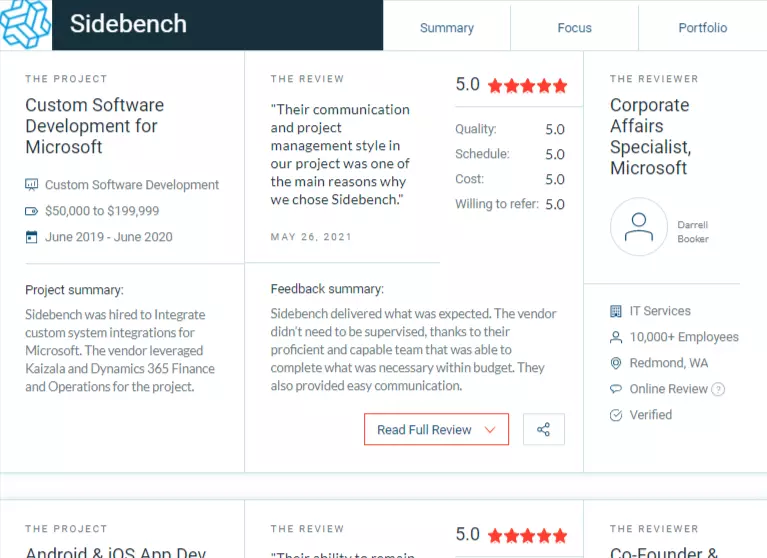 Sidebench
Summary
Focus
Portfolio
THE PROJECT
Custom Software
Development for
Microsoft
Custom Software Development
$50,000 to $199,999
June 2019 - June 2020
Project summary:
Sidebench was hired to Integrate
custom system integrations for
Microsoft. The vendor leveraged
Kaizala and Dynamics 365 Finance
and Operations for the project.
THE REVIEW
"Their communication
and project
management style in
our project was one of
the main reasons why
we chose Sidebench."
MAY 26, 2021
5.0
Quality: 5.0
Schedule: 5.0
Cost: 5.0
Willing to refer: 5.0
Feedback summary:
Sidebench delivered what was expected. The vendor
didn't need to be supervised, thanks to their
proficient and capable team that was able to
complete what was necessary within budget. They
also provided easy communication.
Read Full Review
THE REVIEWER
Corporate
Affairs
Specialist,
Microsoft
Darrell
Booker
IT Services
10,000+ Employees
Redmond, WA
Online Review ?
Verified
THE PROJECT
Android & iOS App Dev
THE REVIEW
"Their ability to remain
5.0
THE REVIEWER
Co-Founder &